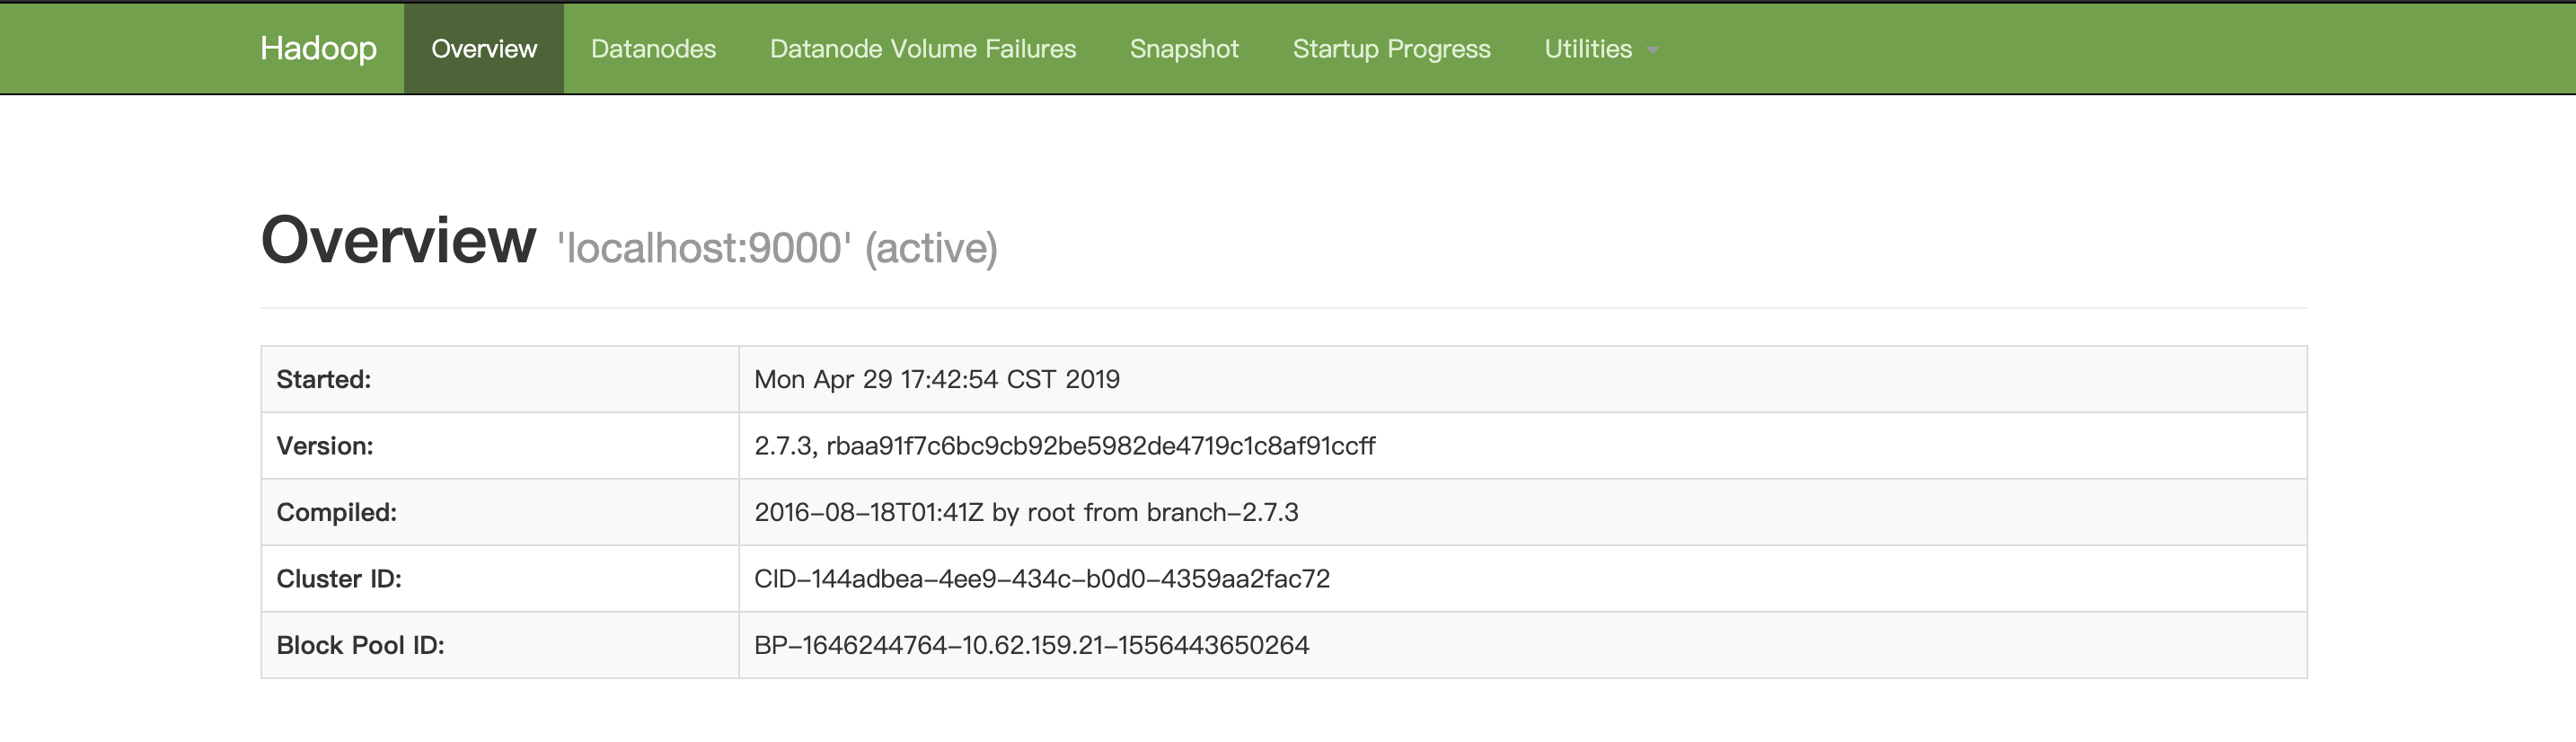 Hadoop Overview Datanodes Datanode Volume Failures Snapshot Startup Progress Utilities
Overview 'localhost:9000' (active)
Started: Mon Apr 29 17:42:54 CST 2019
Version: 2.7.3, rbaa91f7c6bc9cb92be5982de4719c1c8af91ccff
Compiled: 2016-08-18T01:41Z by root from branch-2.7.3
Cluster ID: CID-144adbea-4ee9-434c-b0d0-4359aa2fac72
Block Pool ID: BP-1646244764-10.62.159.21-1556443650264